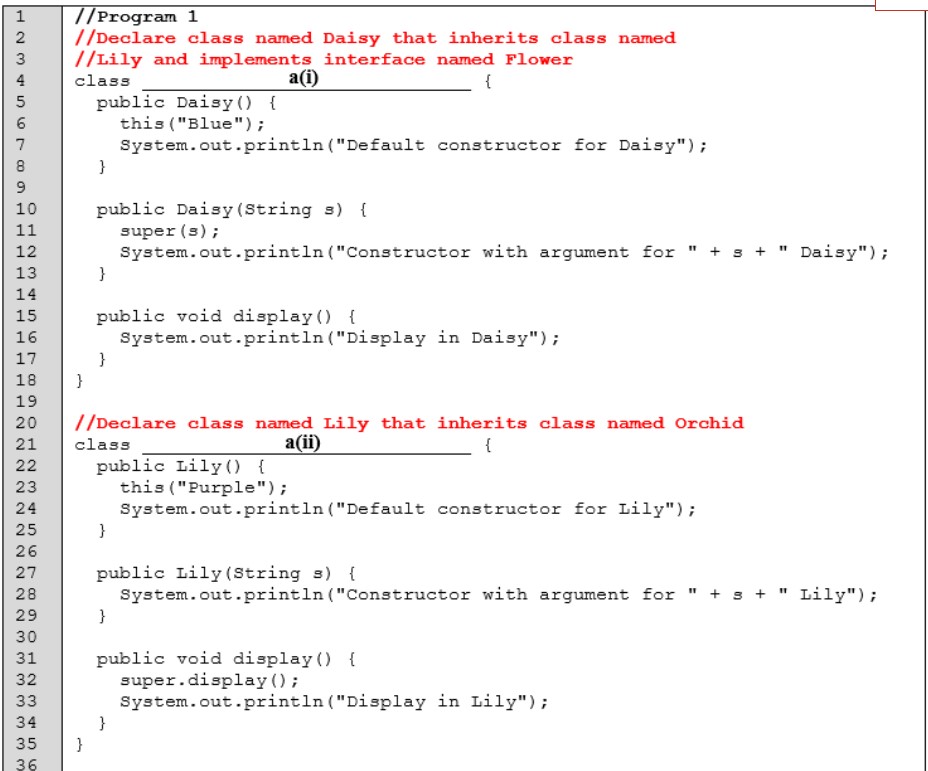 1 //Program 1
2 //Declare class named Daisy that inherits class named
3 //Lily and implements interface named Flower
4 class a(i) {
5 public Daisy() {
6 this("Blue");
7 System.out.println("Default constructor for Daisy");
8 }
9
10 public Daisy(String s) {
11 super(s);
12 System.out.println("Constructor with argument for " + s + " Daisy");
13 }
14
15 public void display() {
16 System.out.println("Display in Daisy");
17 }
18 }
19
20 //Declare class named Lily that inherits class named Orchid
21 class a(ii) {
22 public Lily() {
23 this("Purple");
24 System.out.println("Default constructor for Lily");
25 }
26
27 public Lily(String s) {
28 System.out.println("Constructor with argument for " + s + " Lily");
29 }
30
31 public void display() {
32 super.display();
33 System.out.println("Display in Lily");
34 }
35 }
36